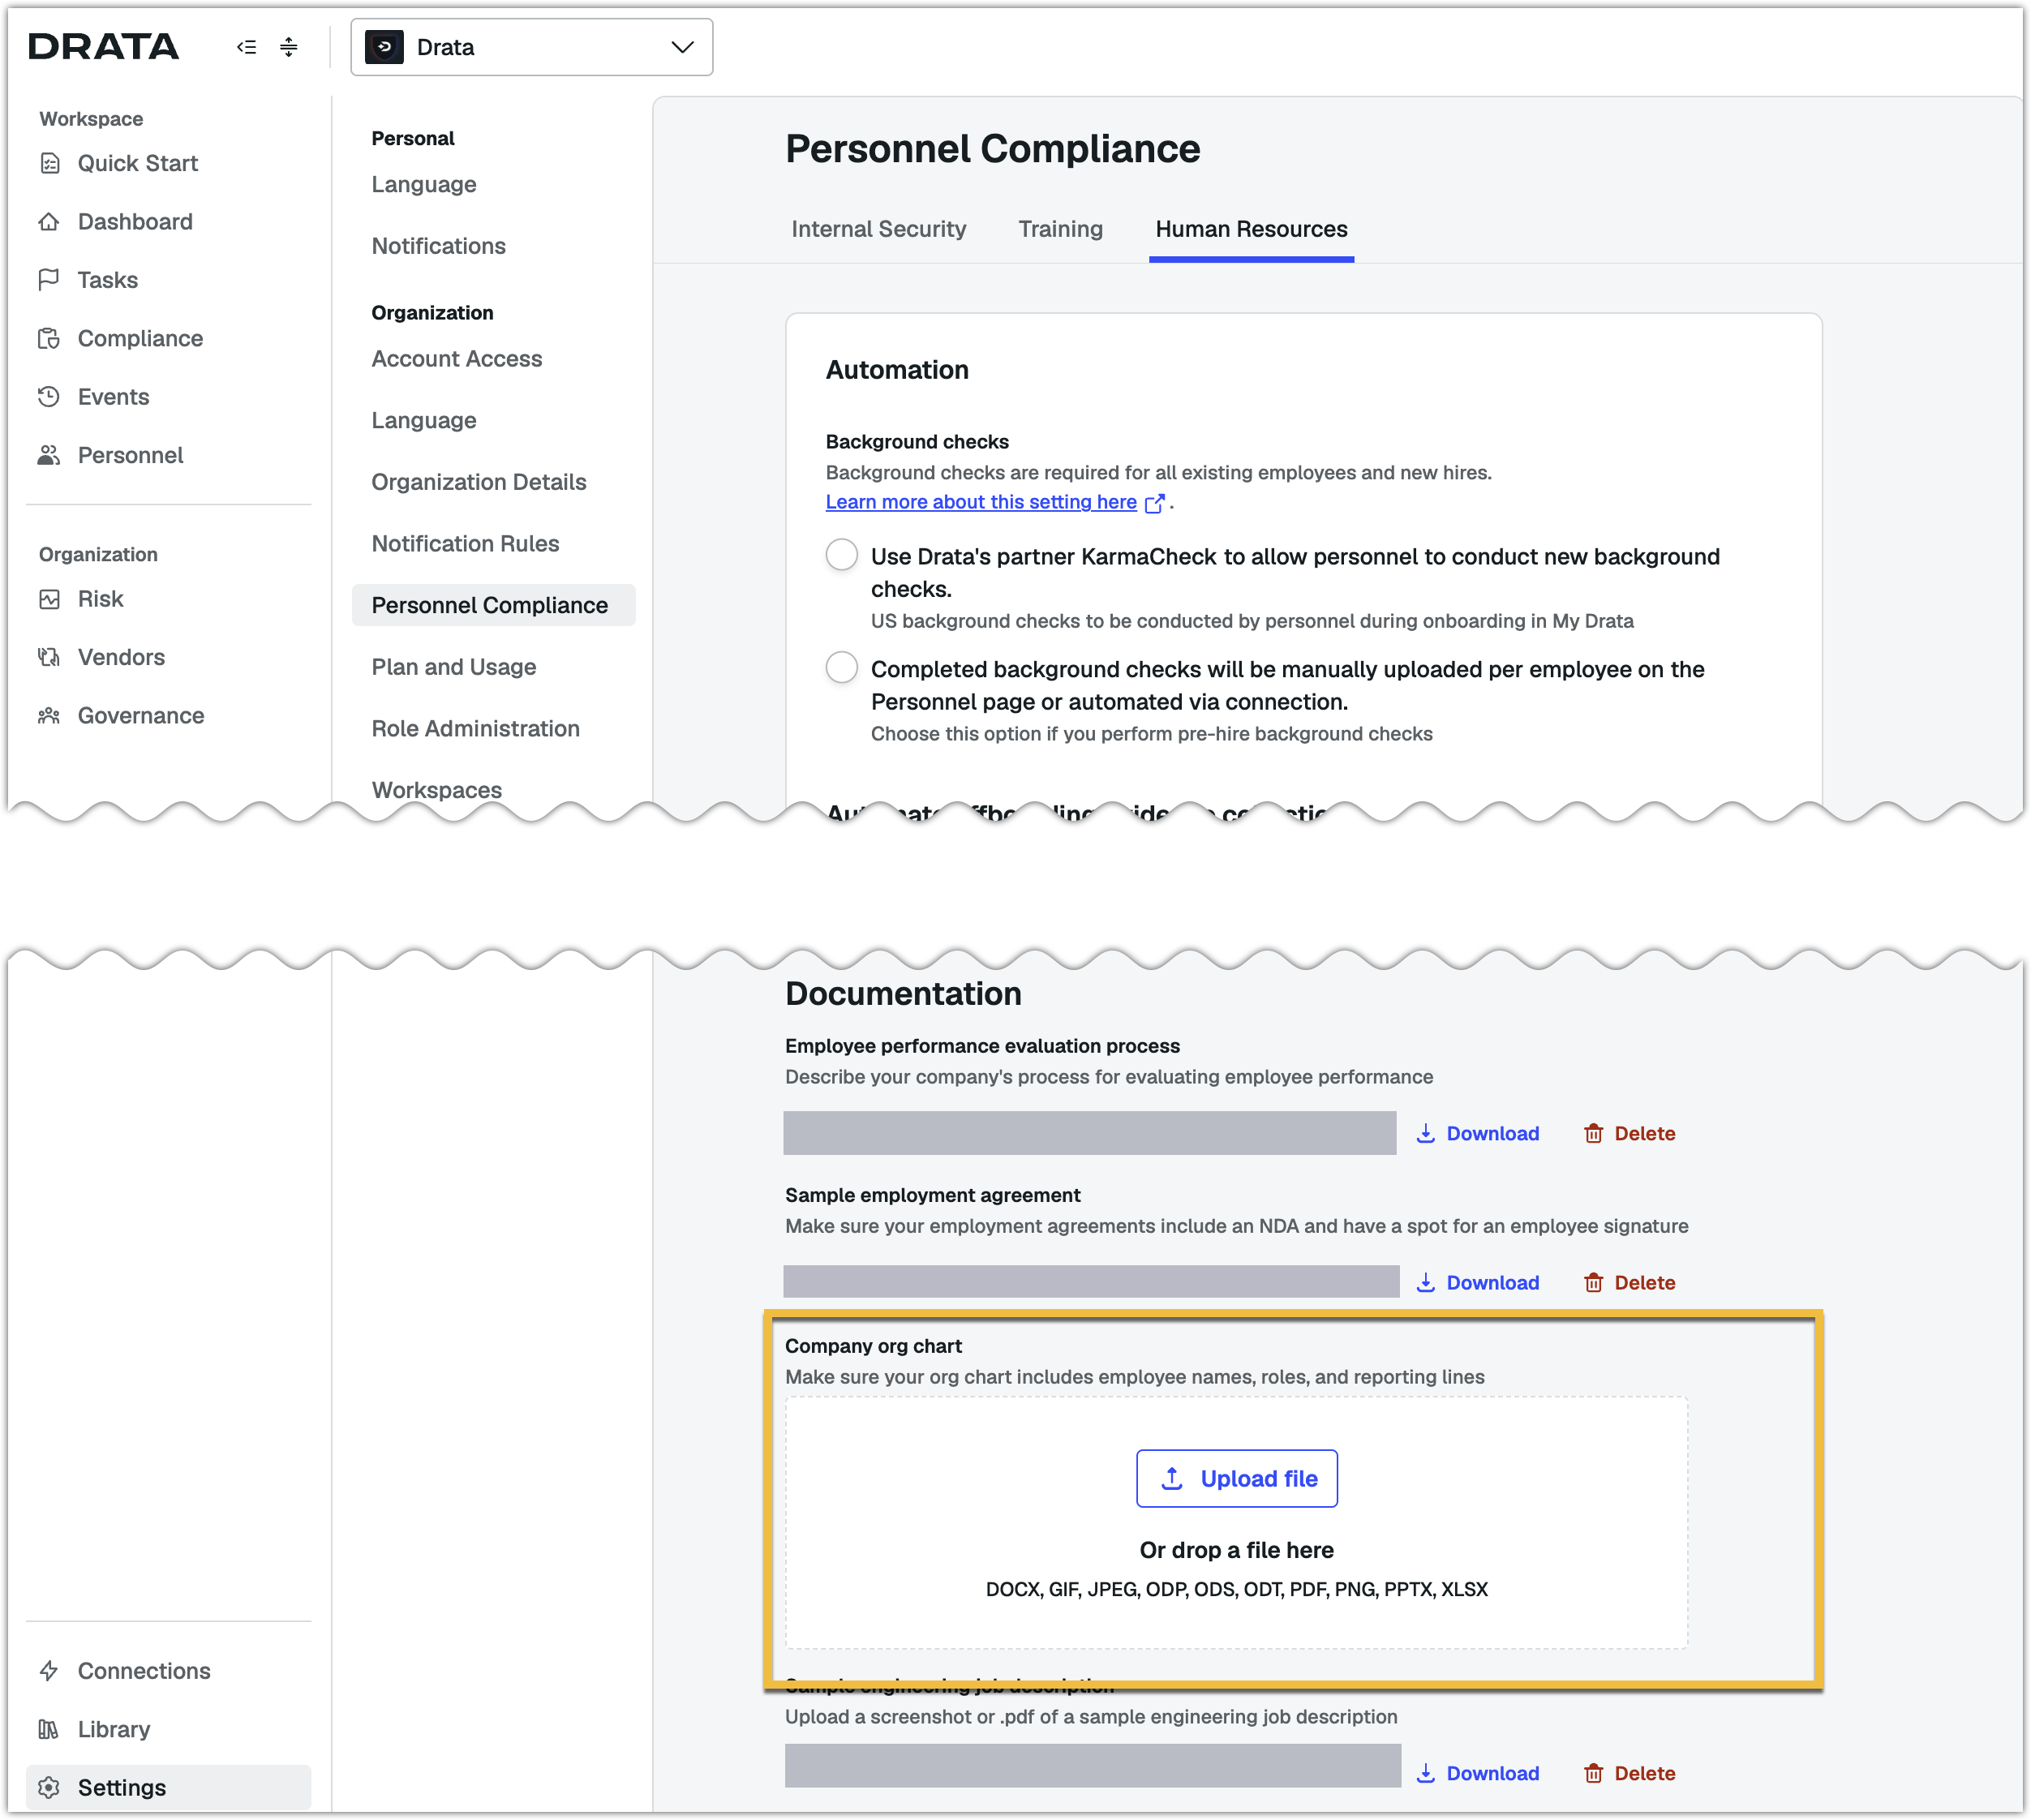 DRATA
Drata
Workspace
Quick Start
Dashboard
Tasks
Compliance
Events
Personnel
Organization
Risk
Vendors
Governance
Personal
Language
Notifications
Organization
Account Access
Language
Organization Details
Notification Rules
Personnel Compliance
Plan and Usage
Role Administration
Workspaces
Personnel Compliance
Internal Security
Training
Human Resources
Automation
Background checks
Background checks are required for all existing employees and new hires.
Learn more about this setting here .
Use Drata's partner KarmaCheck to allow personnel to conduct new background
checks.
US background checks to be conducted by personnel during onboarding in My Drata
Completed background checks will be manually uploaded per employee on the
Personnel page or automated via connection.
Choose this option if you perform pre-hire background checks
Documentation
Employee performance evaluation process
Describe your company's process for evaluating employee performance
Download
Delete
Sample employment agreement
Make sure your employment agreements include an NDA and have a spot for an employee signature
Download
Delete
Company org chart
Make sure your org chart includes employee names, roles, and reporting lines
Upload file
Or drop a file here
DOCX, GIF, JPEG, ODP, ODS, ODT, PDF, PNG, PPTX, XLSX
Sample engineering job description
Upload a screenshot or .pdf of a sample engineering job description
Download
Delete
Connections
Library
Settings